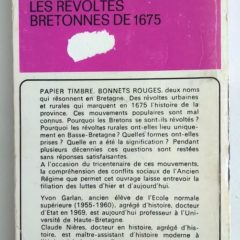 LES RÉVOLTES
BRETONNES DE 1675
PAPIER TIMBRE, BONNETS ROUGES, deux noms
qui résonnent en Bretagne. Des révoltes urbaines
et rurales qui marquent en 1675 l'histoire de la
province. Ces mouvements populaires sont mal
connus. Pourquoi les Bretons se sont-ils révoltés ?
Pourquoi les révoltes rurales ont-elles lieu unique-
ment en Basse-Bretagne ? Quelles formes ont-elles
prises ? Quelle en a été la signification ? Pendant
plusieurs décennies ces questions sont restées
sans réponses satisfaisantes.
A l'occasion du tricentenaire de ces mouvements,
la compréhension des conflits sociaux de l'Ancien
Régime que permet cet ouvrage laisse entrevoir la
filiation des luttes d'hier et d'aujourd'hui.
Yvon Garlan, ancien élève de l'Ecole normale
supérieure (1955-1960), agrégé d'histoire, docteur
d'Etat en 1969, est aujourd'hui professeur à l'Uni-
versité de Haute-Bretagne.
Claude Nières, docteur en histoire, agrégé d'his-
toire, est maître-assistant d'histoire moderne à